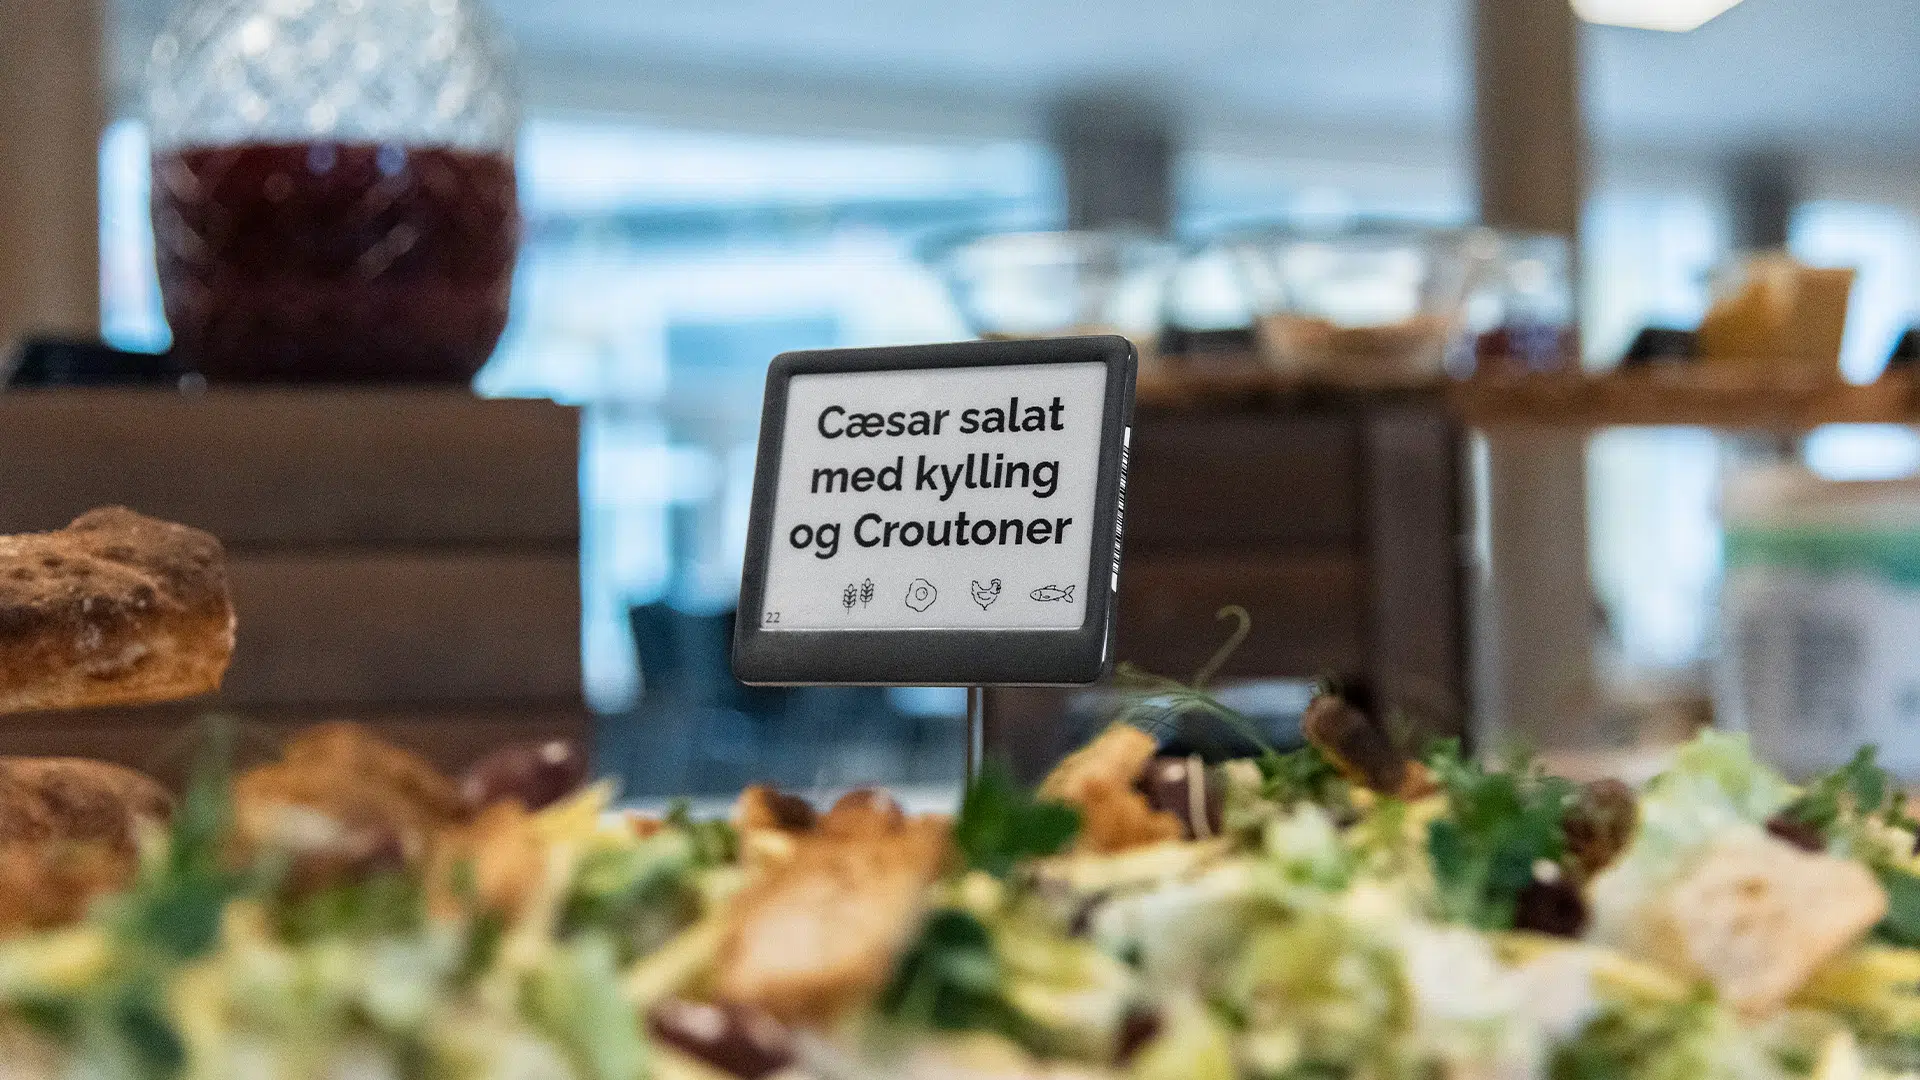 Cæsar salat
med kylling
og Croutoner
22